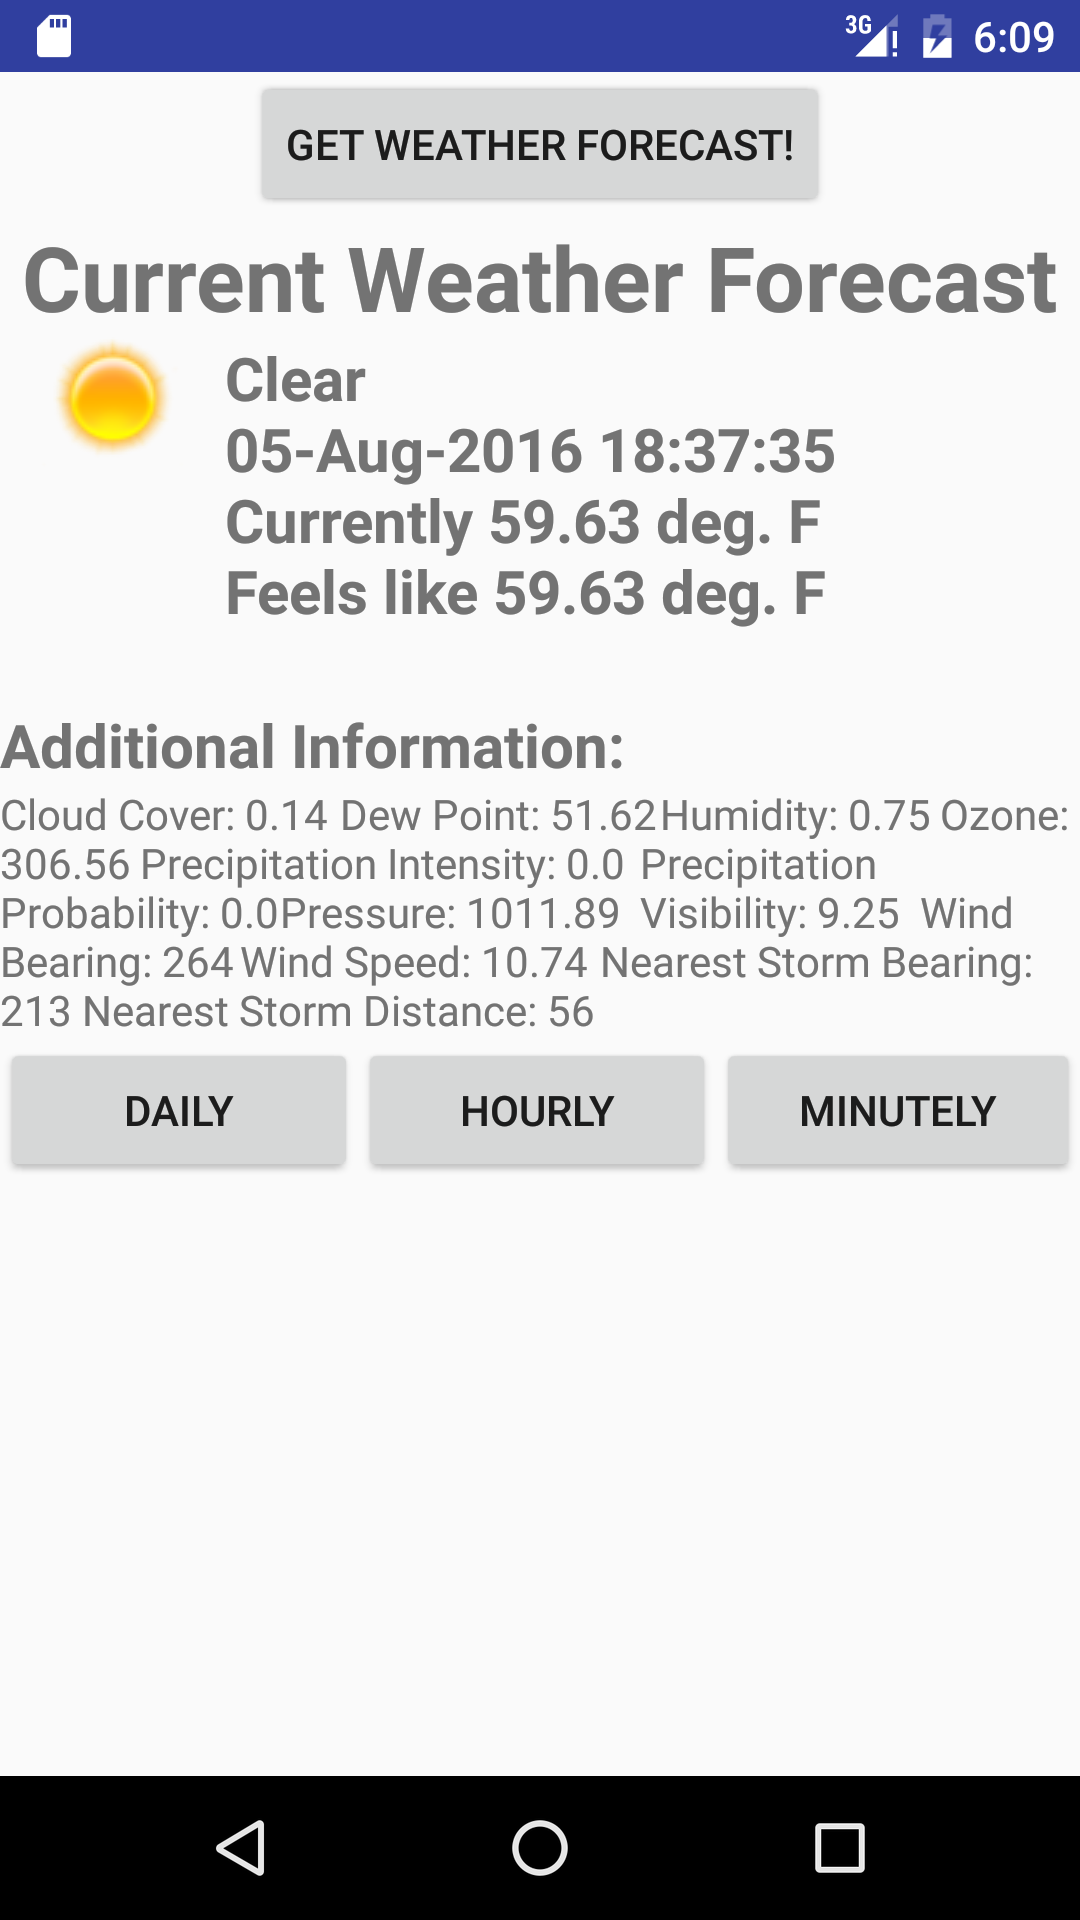 3G 6:09
GET WEATHER FORECAST!
Current Weather Forecast
Clear
05-Aug-2016 18:37:35
Currently 59.63 deg. F
Feels like 59.63 deg. F
Additional Information:
Cloud Cover: 0.14 Dew Point: 51.62 Humidity: 0.75 Ozone:
306.56 Precipitation Intensity: 0.0 Precipitation
Probability: 0.0Pressure: 1011.89 Visibility: 9.25 Wind
Bearing: 264 Wind Speed: 10.74 Nearest Storm Bearing:
213 Nearest Storm Distance: 56
DAILY HOURLY MINUTELY